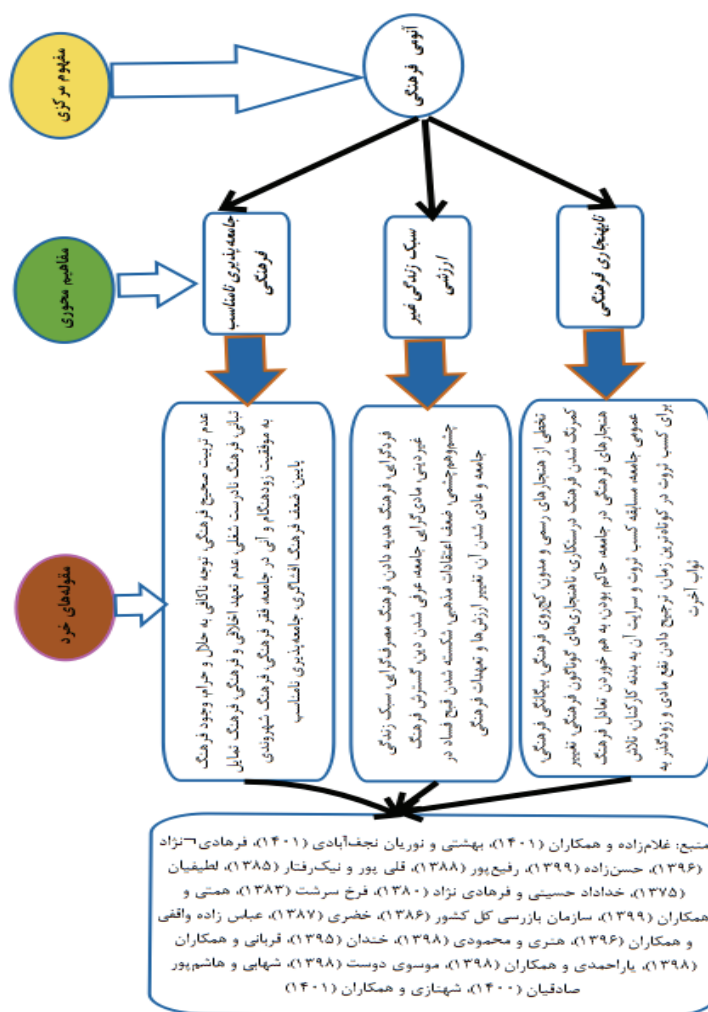 مفهوم مرکزی
آنومی فرهنگی
مفاهیم محوری
جامعه‌پذیری نامناسب
فرهنگی
سبک زندگی غیر
ارزشی
نابهنجاری فرهنگی
مقوله‌های خرد
عدم تربیت صحیح فرهنگی، توجه ناکافی به حلال و حرام، وجود فرهنگ
تبانی، فرهنگ نادرست شغلی، عدم تعهد اخلاقی و فرهنگی، فرهنگ تمایل
به موفقیت زودهنگام و آنی در جامعه، فقر فرهنگی، فرهنگ شهروندی
پایین، ضعف فرهنگ افشاگری، جامعه‌پذیری نامناسب
فردگرایی، فرهنگ هدیه دادن، فرهنگ مصرف‌گرایی، سبک زندگی
غیردینی، مادی‌گرایی جامعه، عرفی شدن دین، گسترش فرهنگ
چشم‌وهم‌چشمی، ضعف اعتقادات مذهبی، شکسته شدن قبح فساد در
جامعه و عادی شدن آن، تغییر ارزش‌ها و تعهدات فرهنگی
تخطی از هنجارهای رسمی و مدون کج‌روی فرهنگی، بیگانگی فرهنگی،
کمرنگ شدن فرهنگ درستکاری، ناهنجاری‌های گوناگون فرهنگی، تغییر
هنجارهای فرهنگی در جامعه، حاکم بودن، به هم خوردن تعادل فرهنگ
عمومی جامعه، مسابقه کسب ثروت و سرایت آن به بدنه کارکنان، تلاش
برای کسب ثروت در کوتاه‌ترین زمان، ترجیح دادن نفع مادی و زودگذر به
ثواب آخرت
منبع: غلام‌زاده و همکاران (۱۴۰۱)، بهشتی و نوریان نجف‌آبادی (۱۴۰۱)، فرهادی¬نژاد
(۱۳۹۶)، حسن‌زاده (۱۳۹۹)، رفیع‌پور (۱۳۸۸)، قلی پور و نیک‌رفتار (۱۳۸۵)، لطیفیان
(۱۳۷۵)، خداداد حسینی و فرهادی نژاد (۱۳۸۰)، فرخ سرشت (۱۳۸۳)، همتی و
همکاران (۱۳۹۹)، سازمان بازرسی کل کشور (۱۳۸۶)، خضری (۱۳۸۷)، عباس زاده واقفی
و همکاران (۱۳۹۶)، هنری و محمودی (۱۳۹۸)، خندان (۱۳۹۵)، قربانی و همکاران
(۱۳۹۸)، یاراحمدی و همکاران (۱۳۹۸)، موسوی دوست (۱۳۹۸)، شهابی و هاشم‌پور
صادقیان (۱۴۰۰)، شهنازی و همکاران (۱۴۰۱)